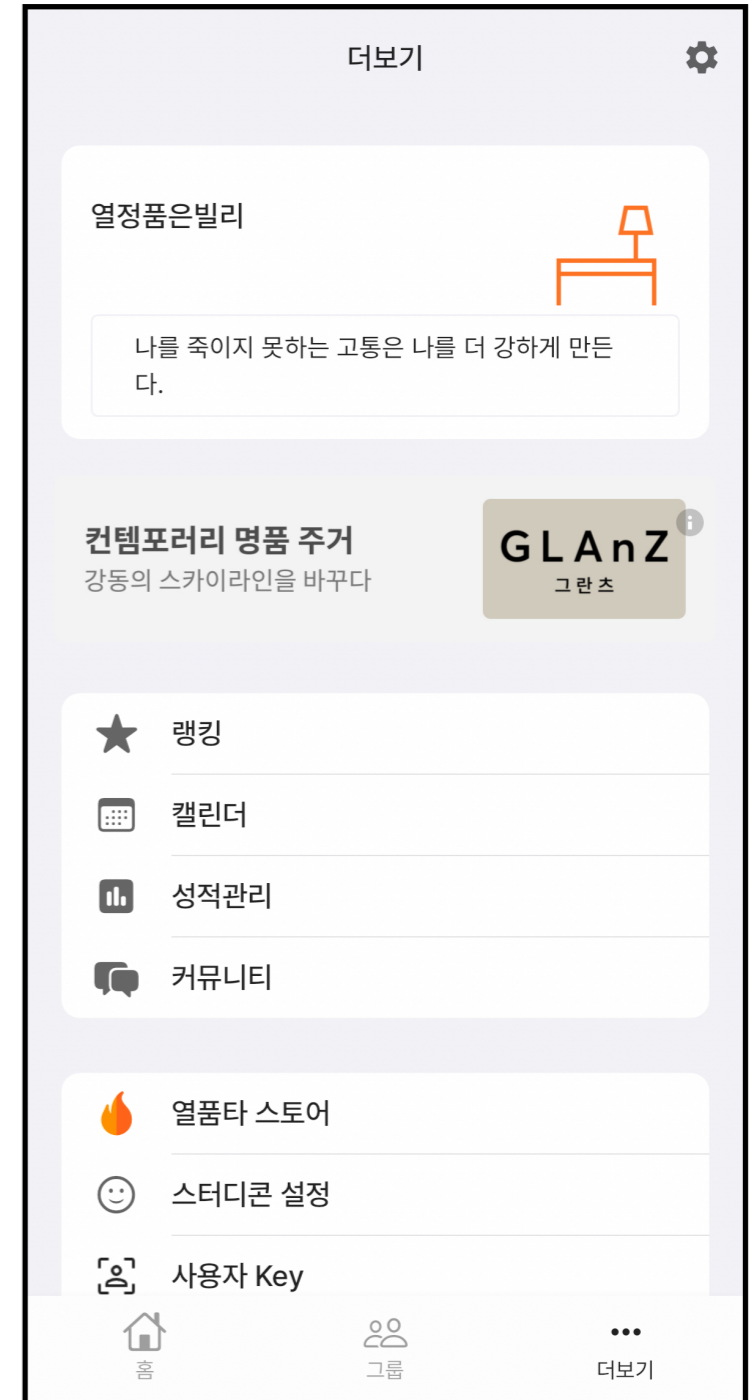 더보기
열정품은빌리
나를 죽이지 못하는 고통은 나를 더 강하게 만든
다.
컨템포러리 명품 주거
강동의 스카이라인을 바꾸다
GLAnZ
그란츠
랭킹
캘린더
성적관리
커뮤니티
열품타 스토어
스터디콘 설정
사용자 Key
홈
그룹
더보기